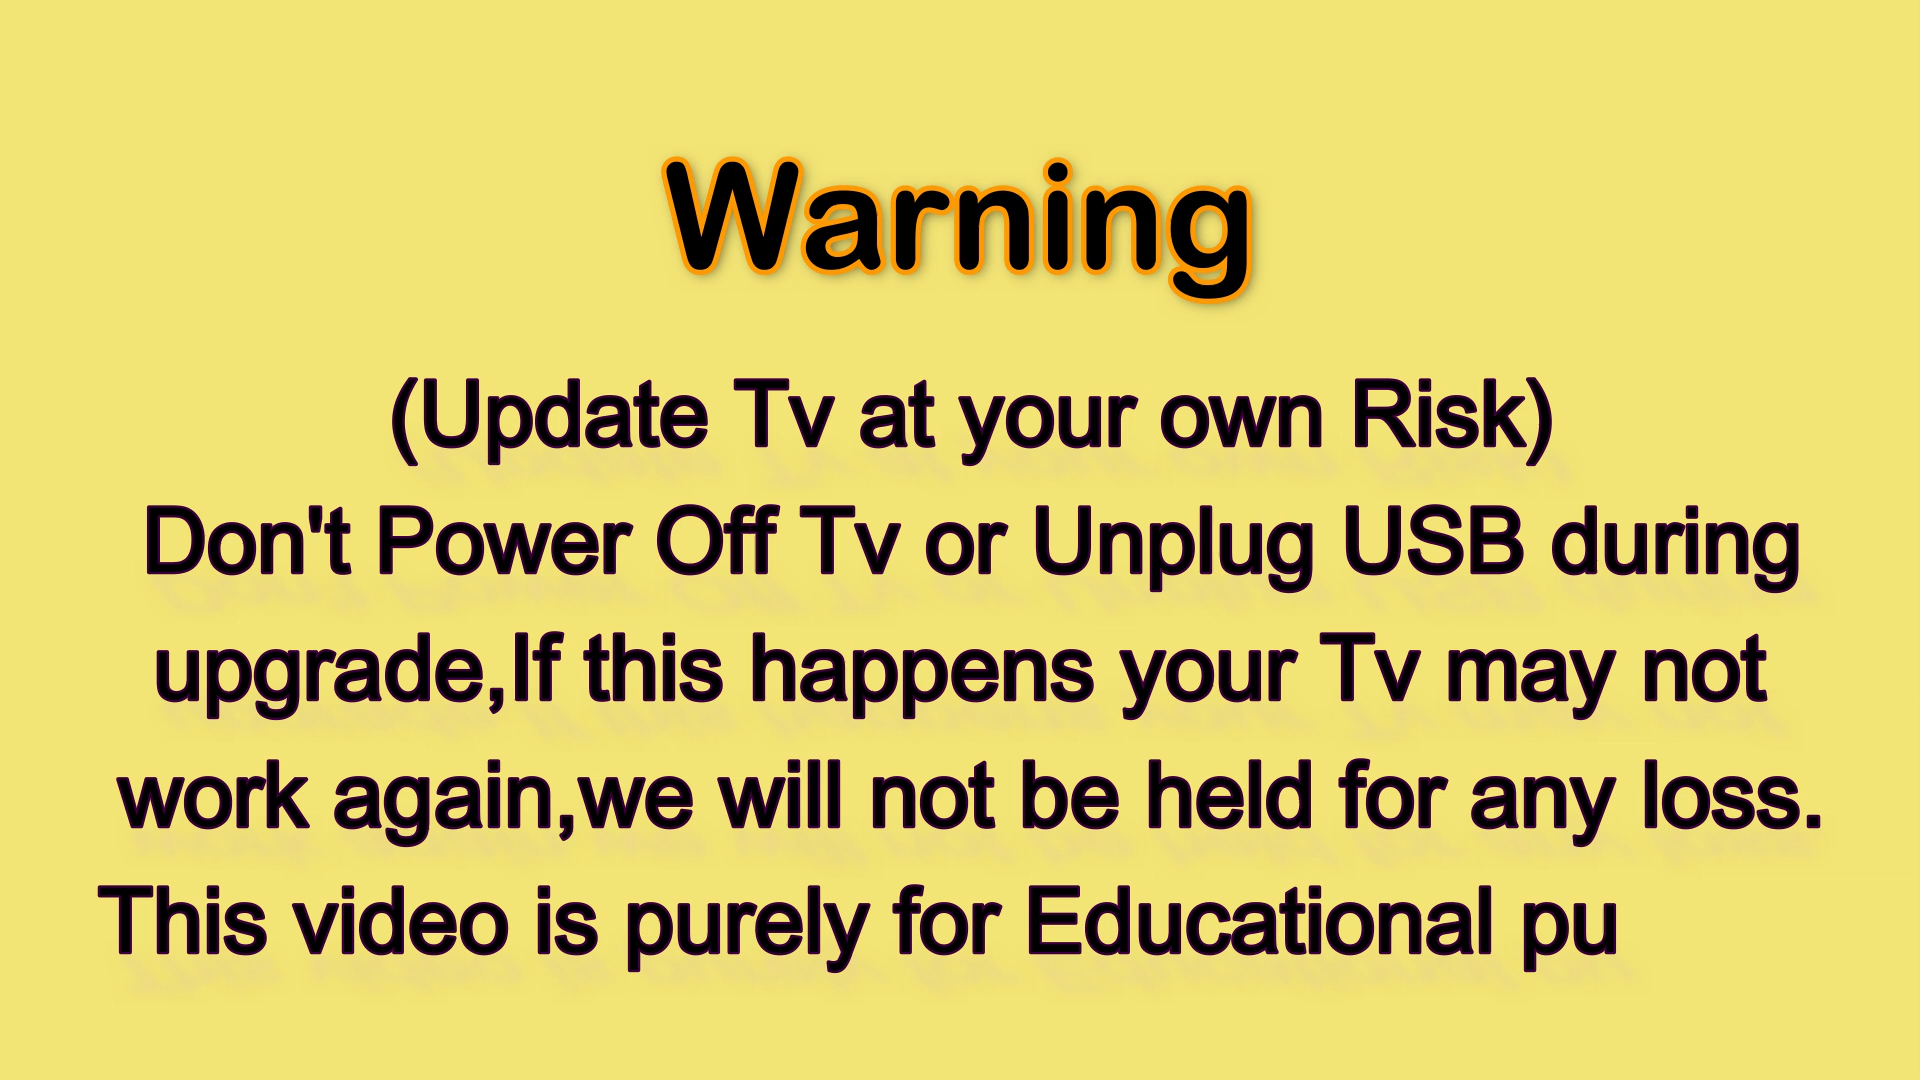 Warning
(Update Tv at your own Risk)
Don't Power Off Tv or Unplug USB during
upgrade,If this happens your Tv may not
work again,we will not be held for any loss.
This video is purely for Educational pu